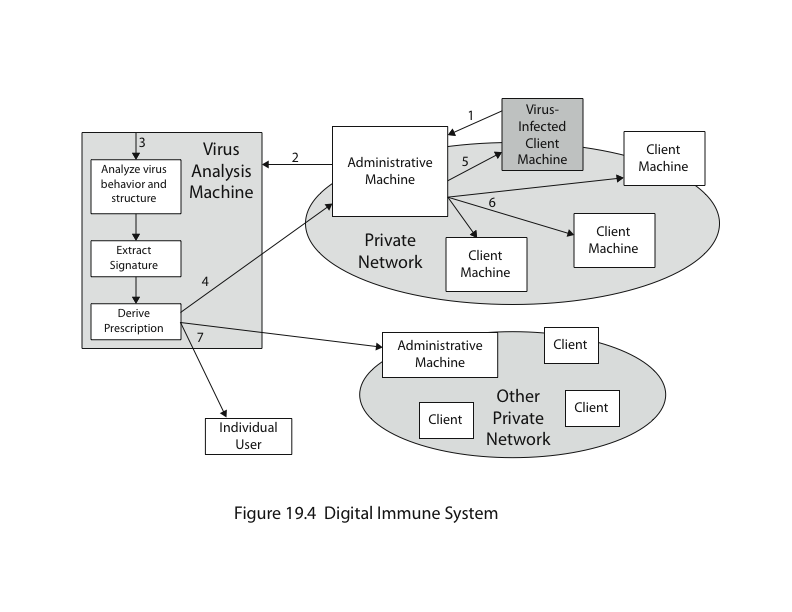 1
Virus-
Infected
Client
Machine
3
Virus
Analysis
Machine
2
Administrative
Machine
5
Client
Machine
Analyze virus
behavior and
structure
6
Private
Network
Client
Machine
Client
Machine
Extract
Signature
4
Derive
Prescription
7
Administrative
Machine
Client
Other
Private
Network
Client
Client
Individual
User
Figure 19.4 Digital Immune System